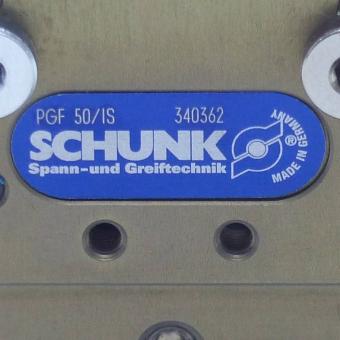 PGF 50/IS 340362
SCHUNK ®
Spann-und Greiftechnik
MADE IN GERMANY